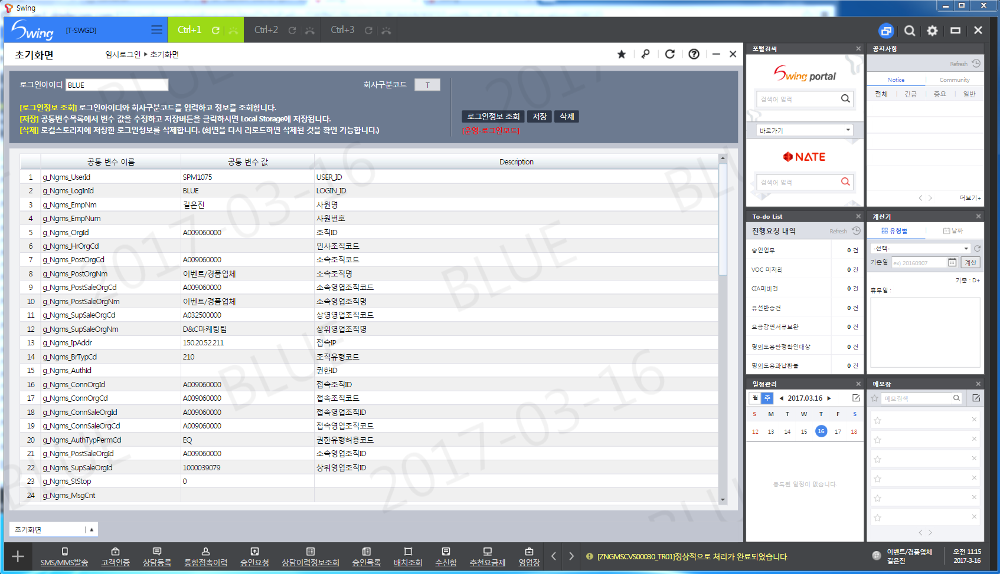 Swing
Swing [T-SWGD] Ctrl+1 Ctrl+2 Ctrl+3
초기화면 임시로그인 ▶ 초기화면
로그인아이디 BLUE 회사구분코드 T
[로그인정보 조회] 로그인아이디와 회사구분코드를 입력하고 정보를 조회합니다.
[저장] 공통변수목록에서 변수 값을 수정하고 저장버튼을 클릭하시면 Local Storage에 저장됩니다.
[삭제] 로컬스토리지에 저장한 로그인정보를 삭제합니다. (화면을 다시 리로드하면 삭제된 것을 확인 가능합니다.)
로그인정보 조회 저장 삭제
[운영-로그인모드]
공통 변수 이름 공통 변수 값 Description
1 g_Ngms_UserId SPM1075 USER_ID
2 g_Ngms_LogInId BLUE LOGIN_ID
3 g_Ngms_EmpNm 길은진 사원명
4 g_Ngms_EmpNum 사원번호
5 g_Ngms_OrgId A009060000 조직ID
6 g_Ngms_HrOrgCd 인사조직코드
7 g_Ngms_PostOrgCd A009060000 소속조직코드
8 g_Ngms_PostOrgNm 이벤트/경품업체 소속조직명
9 g_Ngms_PostSaleOrgCd A009060000 소속영업조직코드
10 g_Ngms_PostSaleOrgNm 이벤트/경품업체 소속영업조직명
11 g_Ngms_SupSaleOrgCd A032500000 상영영업조직코드
12 g_Ngms_SupSaleOrgNm D&C마케팅팀 상위영업조직명
13 g_Ngms_IpAddr 150.20.52.211 접속IP
14 g_Ngms_BrTypCd 210 조직유형코드
15 g_Ngms_AuthId 권한ID
16 g_Ngms_ConnOrgId A009060000 접속조직ID
17 g_Ngms_ConnOrgCd A009060000 접속조직코드
18 g_Ngms_ConnSaleOrgId A009060000 접속영업조직ID
19 g_Ngms_ConnSaleOrgCd A009060000 접속영업조직코드
20 g_Ngms_AuthTypPermCd EQ 권한유형허용코드
21 g_Ngms_PostSaleOrgId A009060000 소속영업조직ID
22 g_Ngms_SupSaleOrgId 1000039079 상위영업조직ID
23 g_Ngms_StStop 0
24 g_Ngms_MsgCnt
BLUE 2017-03-16
2017-03-16 BLUE
BLUE 2017-03-16
BLUE
초기화면
포털검색
Swing portal
검색어 입력
바로가기
NATE
검색어 입력
공지사항
Refresh
Notice Community
전체 긴급 중요 일반
더보기+
To-do List
진행요청 내역 Refresh
승인업무 0 건
VOC 미처리 0 건
CIA미비건 0 건
유선반송건 0 건
요금감면서류보완 0 건
명의도용판정확인대상 0 건
명의도용과납환불 0 건
계산기
유형별 날짜
-선택-
기준일 ex) 20160907 계산
기준 : D+
휴무일 :
일정관리
월 주 ◀ 2017.03.16 ▶
S M T W T F S
12 13 14 15 16 17 18
등록된 일정이 없습니다.
메모장
메모검색
SMS/MMS발송 고객인증 상담등록 통합접촉이력 승인요청 상담이력정보조회 승인목록 배치조회 수신함 추천요금제 영업장
[ZNGMSCVS00030_TR01]정상적으로 처리가 완료되었습니다.
이벤트/경품업체
길은진
오전 11:15
2017-3-16